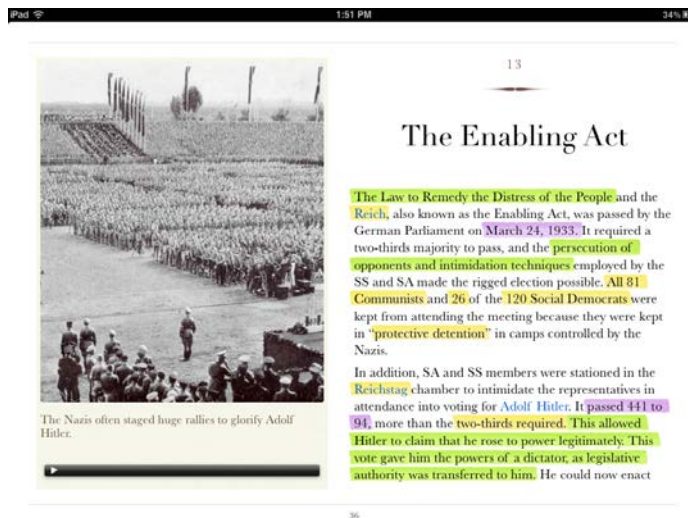 iPad 1:51 PM 34%
The Nazis often staged huge rallies to glorify Adolf
Hitler.
13
The Enabling Act
The Law to Remedy the Distress of the People and the
Reich, also known as the Enabling Act, was passed by the
German Parliament on March 24, 1933. It required a
two-thirds majority to pass, and the persecution of
opponents and intimidation techniques employed by the
SS and SA made the rigged election possible. All 81
Communists and 26 of the 120 Social Democrats were
kept from attending the meeting because they were kept
in “protective detention” in camps controlled by the
Nazis.
In addition, SA and SS members were stationed in the
Reichstag chamber to intimidate the representatives in
attendance into voting for Adolf Hitler. It passed 441 to
94, more than the two-thirds required. This allowed
Hitler to claim that he rose to power legitimately. This
vote gave him the powers of a dictator, as legislative
authority was transferred to him. He could now enact
36